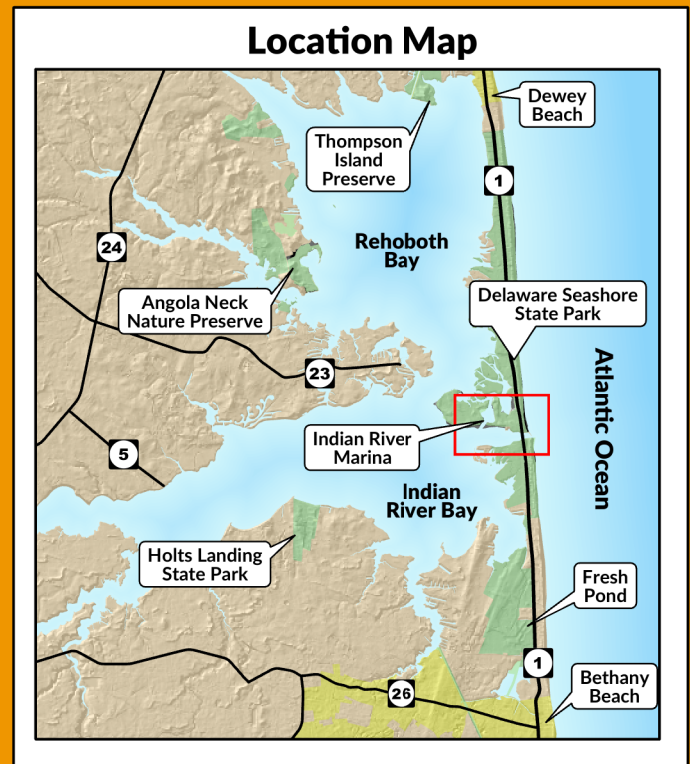 Location Map
Dewey
Beach
Thompson
Island
Preserve
1
24
Rehoboth
Bay
Angola Neck
Nature Preserve
Delaware Seashore
State Park
23
Atlantic Ocean
Indian River
Marina
5
Indian
River Bay
Holts Landing
State Park
Fresh
Pond
1
26
Bethany
Beach